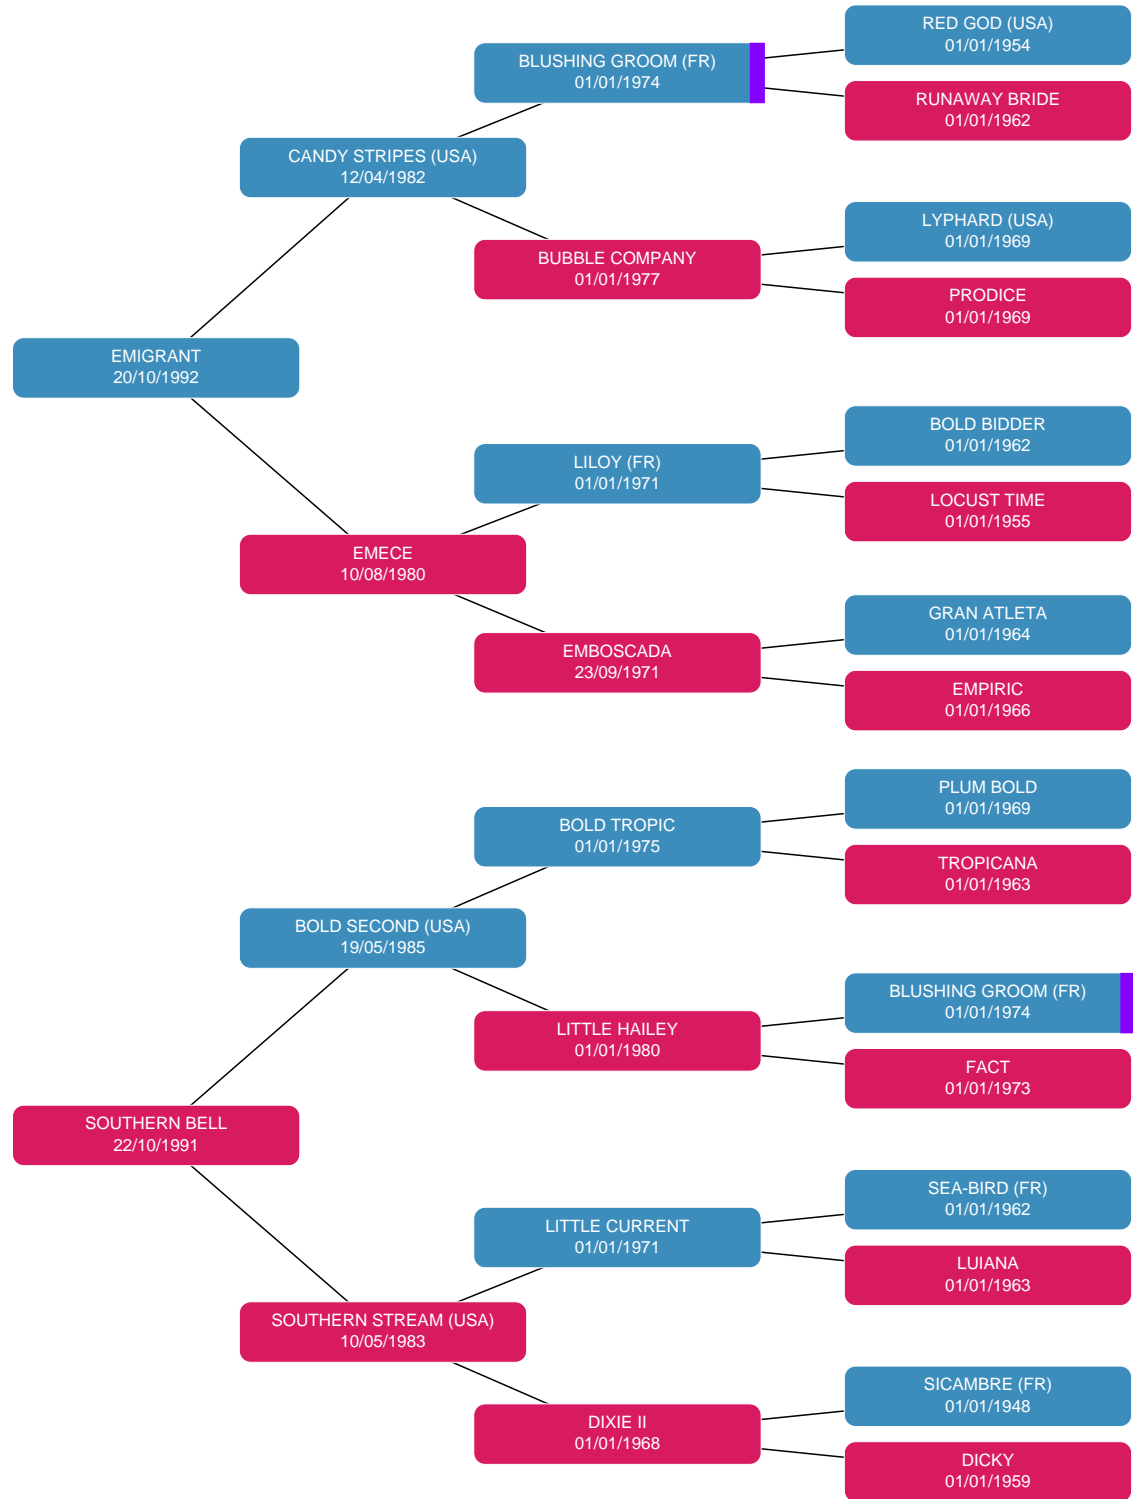 RED GOD (USA)
01/01/1954
BLUSHING GROOM (FR)
01/01/1974
RUNAWAY BRIDE
01/01/1962
CANDY STRIPES (USA)
12/04/1982
LYPHARD (USA)
01/01/1969
BUBBLE COMPANY
01/01/1977
PRODICE
01/01/1969
EMIGRANT
20/10/1992
BOLD BIDDER
01/01/1962
LILOY (FR)
01/01/1971
LOCUST TIME
01/01/1955
EMECE
10/08/1980
GRAN ATLETA
01/01/1964
EMBOSCADA
23/09/1971
EMPIRIC
01/01/1966
PLUM BOLD
01/01/1969
BOLD TROPIC
01/01/1975
TROPICANA
01/01/1963
BOLD SECOND (USA)
19/05/1985
BLUSHING GROOM (FR)
01/01/1974
LITTLE HAILEY
01/01/1980
FACT
01/01/1973
SOUTHERN BELL
22/10/1991
SEA-BIRD (FR)
01/01/1962
LITTLE CURRENT
01/01/1971
LUIANA
01/01/1963
SOUTHERN STREAM (USA)
10/05/1983
SICAMBRE (FR)
01/01/1948
DIXIE II
01/01/1968
DICKY
01/01/1959